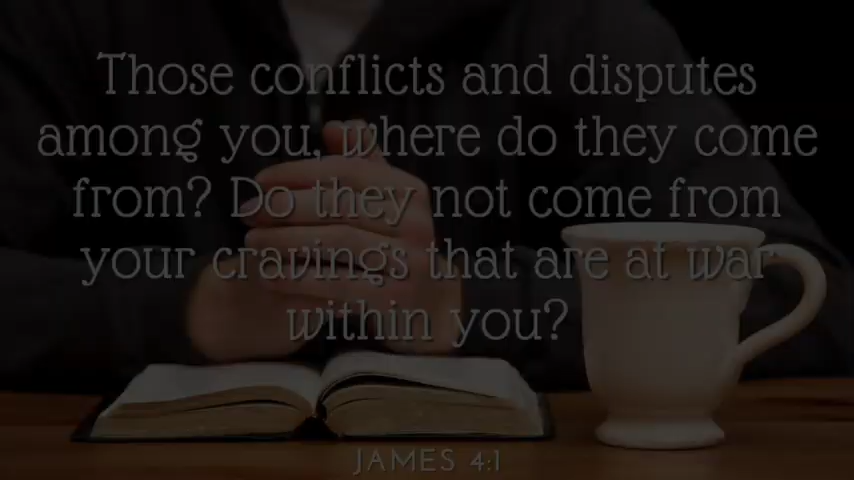 Those conflicts and disputes
among you, where do they come
from? Do they not come from
your cravings that are at war
within you?
JAMES 4:1